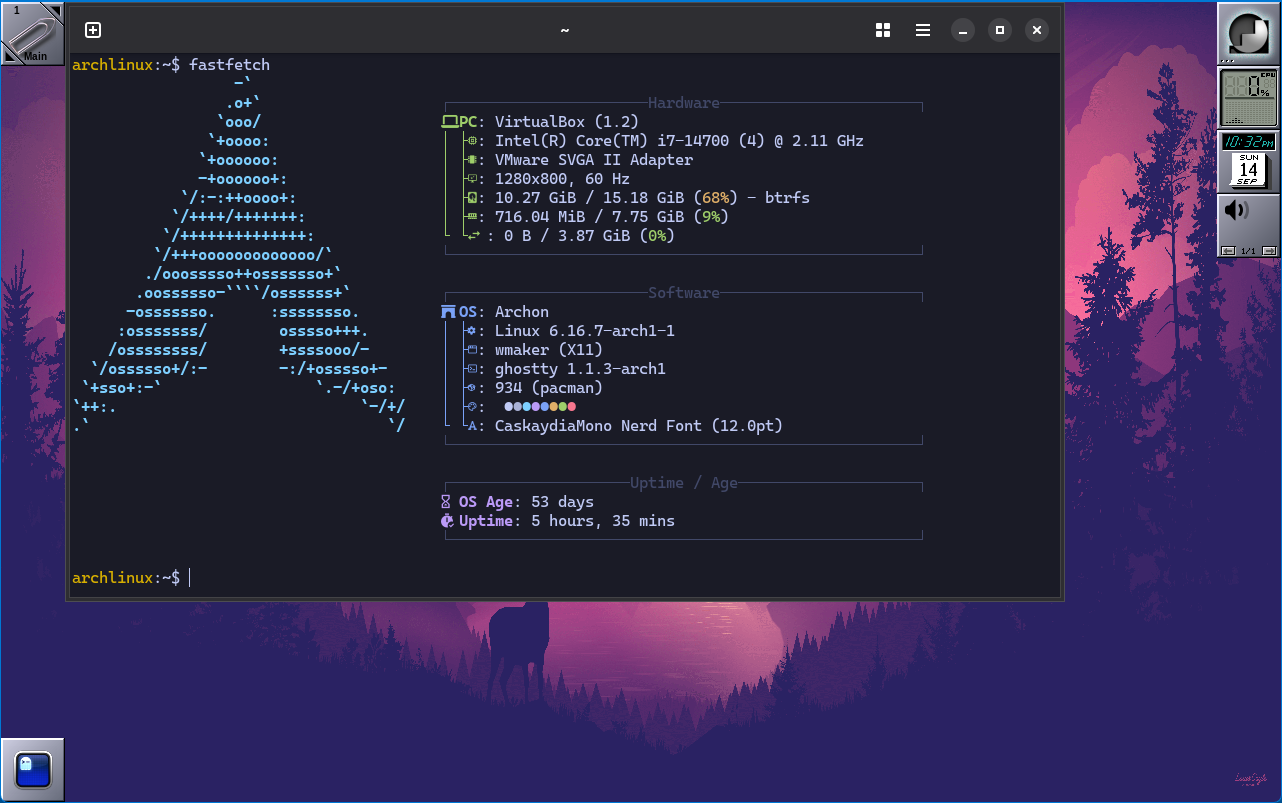 1
Main
~
archlinux:~$ fastfetch
-`
.o+`
`ooo/
`+oooo:
`+oooooo:
-+oooooo+:
`/:-:++oooo+:
`/++++/+++++++:
`/++++++++++++++:
`/+++ooooooooooooo/`
./ooosssso++osssssso+`
.oossssso-````/ossssss+`
-osssssso.      :ssssssso.
:osssssss/        osssso+++.
/ossssssss/        +ssssooo/-
`/ossssso+/:-        -:/+osssso+-
`+sso+:-`                 `.-/+oso:
`++:.                           `-/+/
.`                                 `/
Hardware
PC: VirtualBox (1.2)
: Intel(R) Core(TM) i7-14700 (4) @ 2.11 GHz
: VMware SVGA II Adapter
: 1280x800, 60 Hz
: 10.27 GiB / 15.18 GiB (68%) - btrfs
: 716.04 MiB / 7.75 GiB (9%)
: 0 B / 3.87 GiB (0%)
Software
OS: Archon
: Linux 6.16.7-arch1-1
: wmaker (X11)
: ghostty 1.1.3-arch1
: 934 (pacman)
:
: CaskaydiaMono Nerd Font (12.0pt)
Uptime / Age
OS Age: 53 days
Uptime: 5 hours, 35 mins
archlinux:~$
CPU
0%
10:32 PM
SUN
14
SEP
1/1